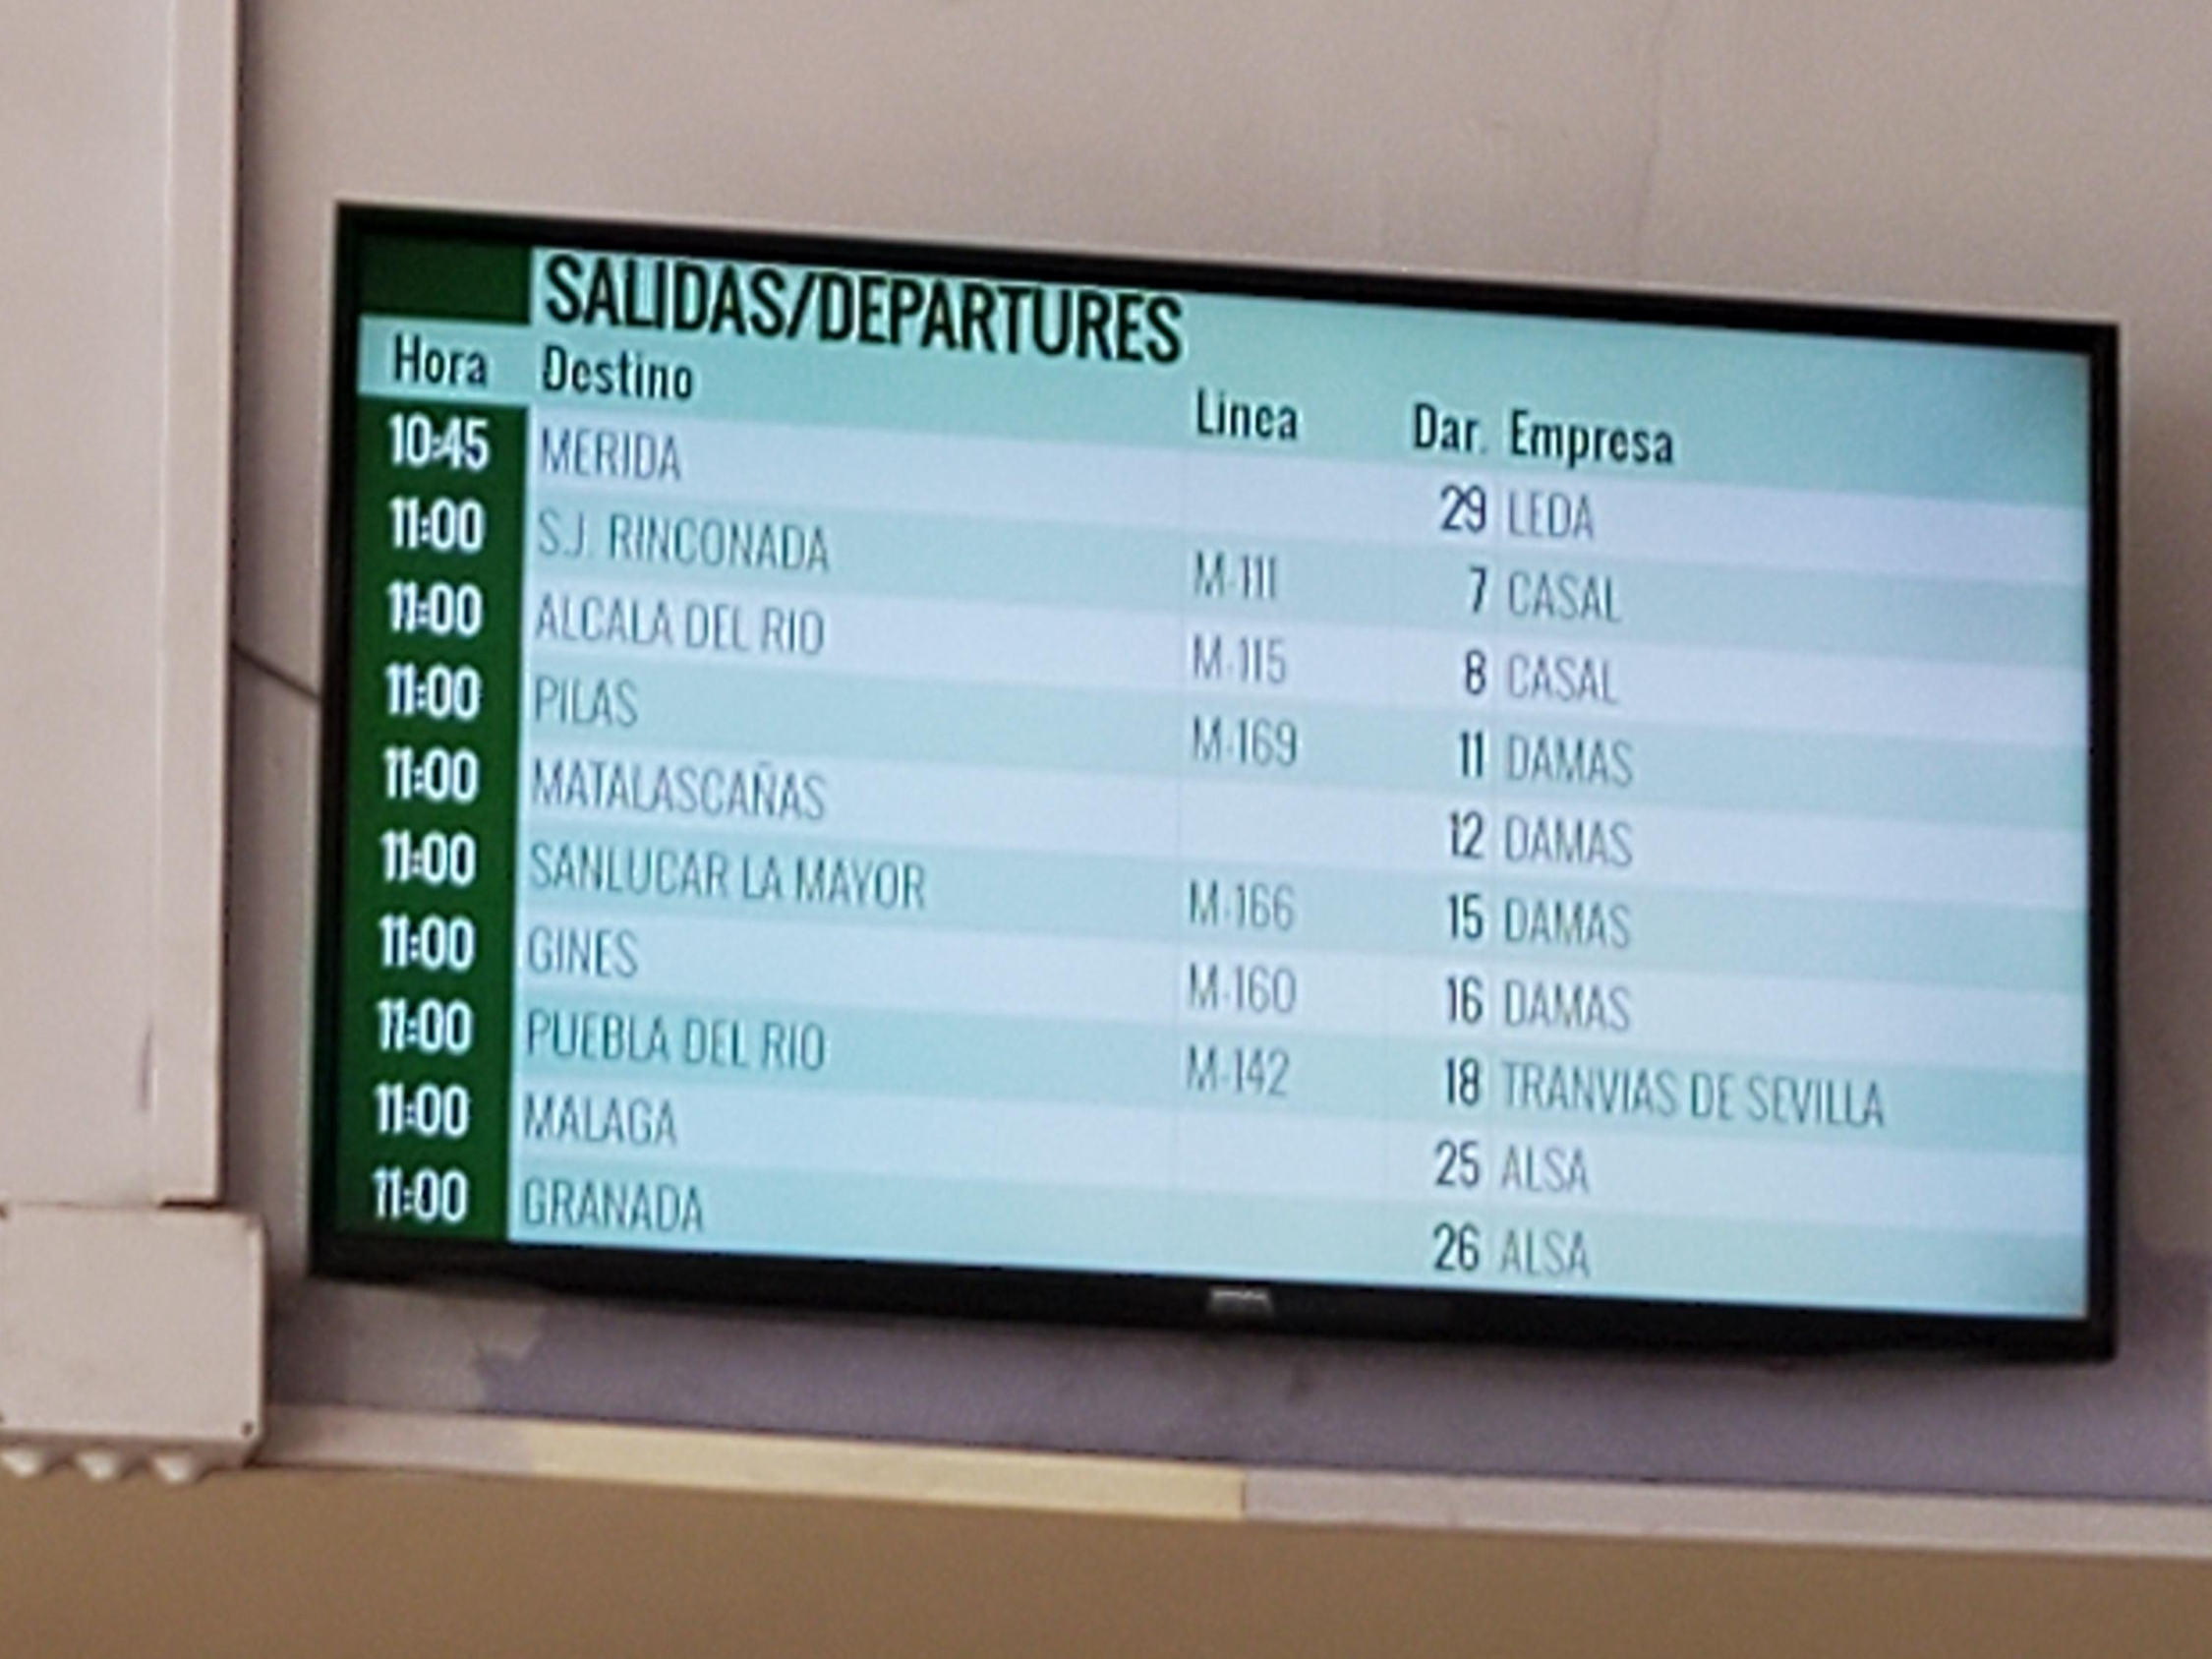 SALIDAS/DEPARTURES
Hora Destino Linea Dar. Empresa
10:45 MERIDA 29 LEDA
11:00 S.J. RINCONADA M-111 7 CASAL
11:00 ALCALA DEL RIO M-115 8 CASAL
11:00 PILAS M-169 11 DAMAS
11:00 MATALASCAÑAS 12 DAMAS
11:00 SANLUCAR LA MAYOR M-166 15 DAMAS
11:00 GINES M-160 16 DAMAS
11:00 PUEBLA DEL RIO M-142 18 TRANVIAS DE SEVILLA
11:00 MALAGA 25 ALSA
11:00 GRANADA 26 ALSA